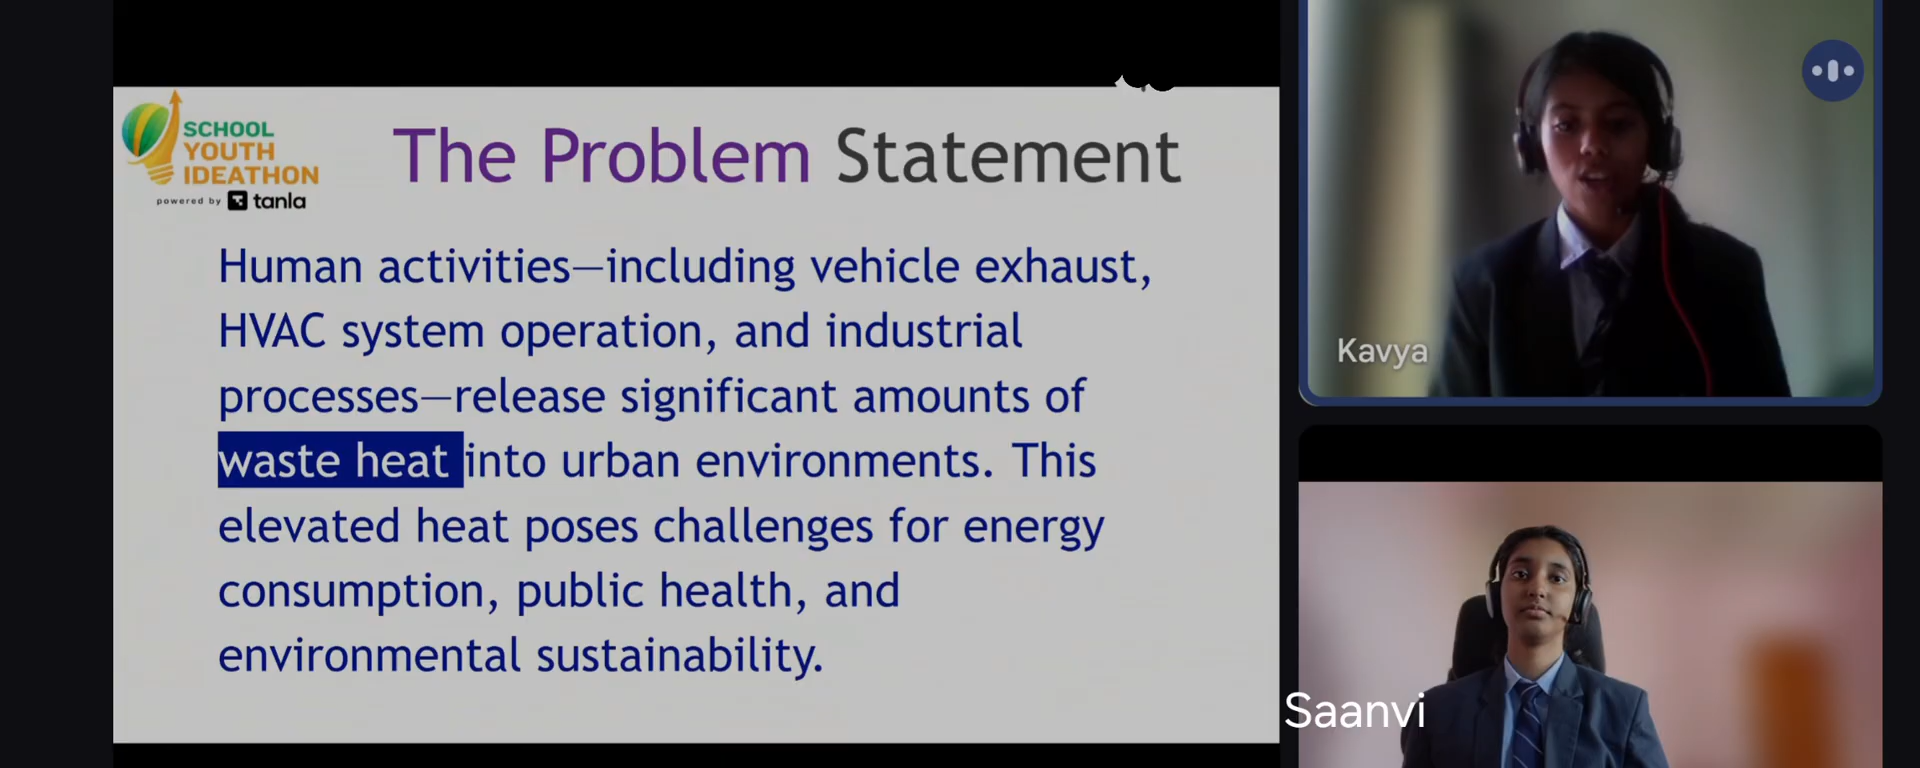 SCHOOL
YOUTH
IDEATHON
powered by tanla
The Problem Statement
Human activities—including vehicle exhaust,
HVAC system operation, and industrial
processes—release significant amounts of
waste heat into urban environments. This
elevated heat poses challenges for energy
consumption, public health, and
environmental sustainability.
Kavya
Saanvi